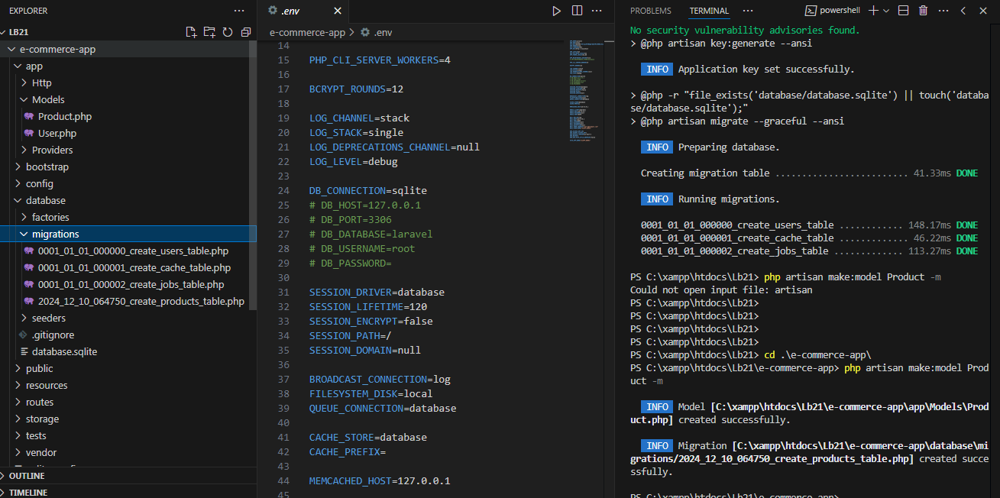 EXPLORER
LB21
e-commerce-app
app
Http
Models
Product.php
User.php
Providers
bootstrap
config
database
factories
migrations
0001_01_01_000000_create_users_table.php
0001_01_01_000001_create_cache_table.php
0001_01_01_000002_create_jobs_table.php
2024_12_10_064750_create_products_table.php
seeders
.gitignore
database.sqlite
public
resources
routes
storage
tests
vendor
OUTLINE
TIMELINE
.env
e-commerce-app > .env
14
15 PHP_CLI_SERVER_WORKERS=4
16
17 BCRYPT_ROUNDS=12
18
19 LOG_CHANNEL=stack
20 LOG_STACK=single
21 LOG_DEPRECATIONS_CHANNEL=null
22 LOG_LEVEL=debug
23
24 DB_CONNECTION=sqlite
25 # DB_HOST=127.0.0.1
26 # DB_PORT=3306
27 # DB_DATABASE=laravel
28 # DB_USERNAME=root
29 # DB_PASSWORD=
30
31 SESSION_DRIVER=database
32 SESSION_LIFETIME=120
33 SESSION_ENCRYPT=false
34 SESSION_PATH=/
35 SESSION_DOMAIN=null
36
37 BROADCAST_CONNECTION=log
38 FILESYSTEM_DISK=local
39 QUEUE_CONNECTION=database
40
41 CACHE_STORE=database
42 CACHE_PREFIX=
43
44 MEMCACHED_HOST=127.0.0.1
45
PROBLEMS TERMINAL powershell
No security vulnerability advisories found.
> @php artisan key:generate --ansi
INFO Application key set successfully.
> @php -r "file_exists('database/database.sqlite') || touch('databa
se/database.sqlite');"
> @php artisan migrate --graceful --ansi
INFO Preparing database.
Creating migration table ....................... 41.33ms DONE
INFO Running migrations.
0001_01_01_000000_create_users_table ............ 148.17ms DONE
0001_01_01_000001_create_cache_table ............. 46.22ms DONE
0001_01_01_000002_create_jobs_table ............. 113.27ms DONE
PS C:\xampp\htdocs\Lb21> php artisan make:model Product -m
Could not open input file: artisan
PS C:\xampp\htdocs\Lb21>
PS C:\xampp\htdocs\Lb21>
PS C:\xampp\htdocs\Lb21>
PS C:\xampp\htdocs\Lb21>
PS C:\xampp\htdocs\Lb21> cd .\e-commerce-app\
PS C:\xampp\htdocs\Lb21\e-commerce-app> php artisan make:model Prod
uct -m
INFO Model [C:\xampp\htdocs\Lb21\e-commerce-app\app\Models\Prod
uct.php] created successfully.
INFO Migration [C:\xampp\htdocs\Lb21\e-commerce-app\database\mi
grations/2024_12_10_064750_create_products_table.php] created succe
ssfully.
PS C:\xampp\htdocs\Lb21\e-commerce-app>